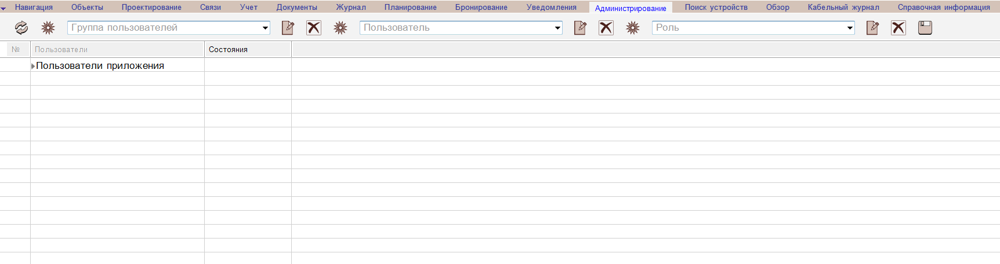 Навигация Объекты Проектирование Связи Учет Документы Журнал Планирование Бронирование Уведомления Администрирование Поиск устройств Обзор Кабельный журнал Справочная информация
Группа пользователей Пользователь Роль
№ Пользователи Состояния
Пользователи приложения